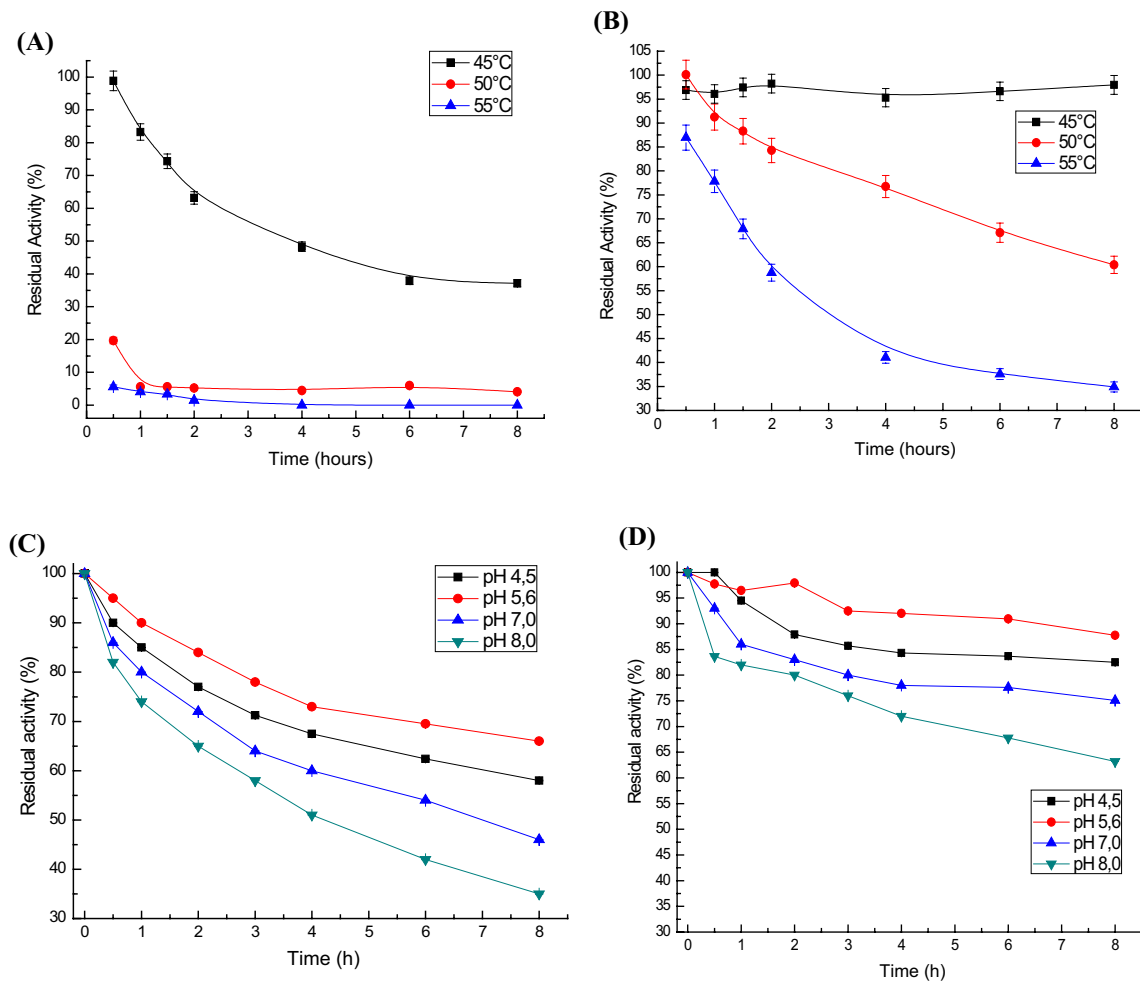 (A)
45°C
50°C
55°C
Residual Activity (%)
100
90
80
70
60
50
40
30
20
10
0
0 1 2 3 4 5 6 7 8
Time (hours)
(B)
45°C
50°C
55°C
Residual Activity (%)
105
100
95
90
85
80
75
70
65
60
55
50
45
40
35
30
0 1 2 3 4 5 6 7 8
Time (hours)
(C)
pH 4,5
pH 5,6
pH 7,0
pH 8,0
Residual activity (%)
100
90
80
70
60
50
40
30
0 1 2 3 4 5 6 7 8
Time (h)
(D)
pH 4,5
pH 5,6
pH 7,0
pH 8,0
Residual activity (%)
100
95
90
85
80
75
70
65
60
55
50
45
40
35
30
0 1 2 3 4 5 6 7 8
Time (h)